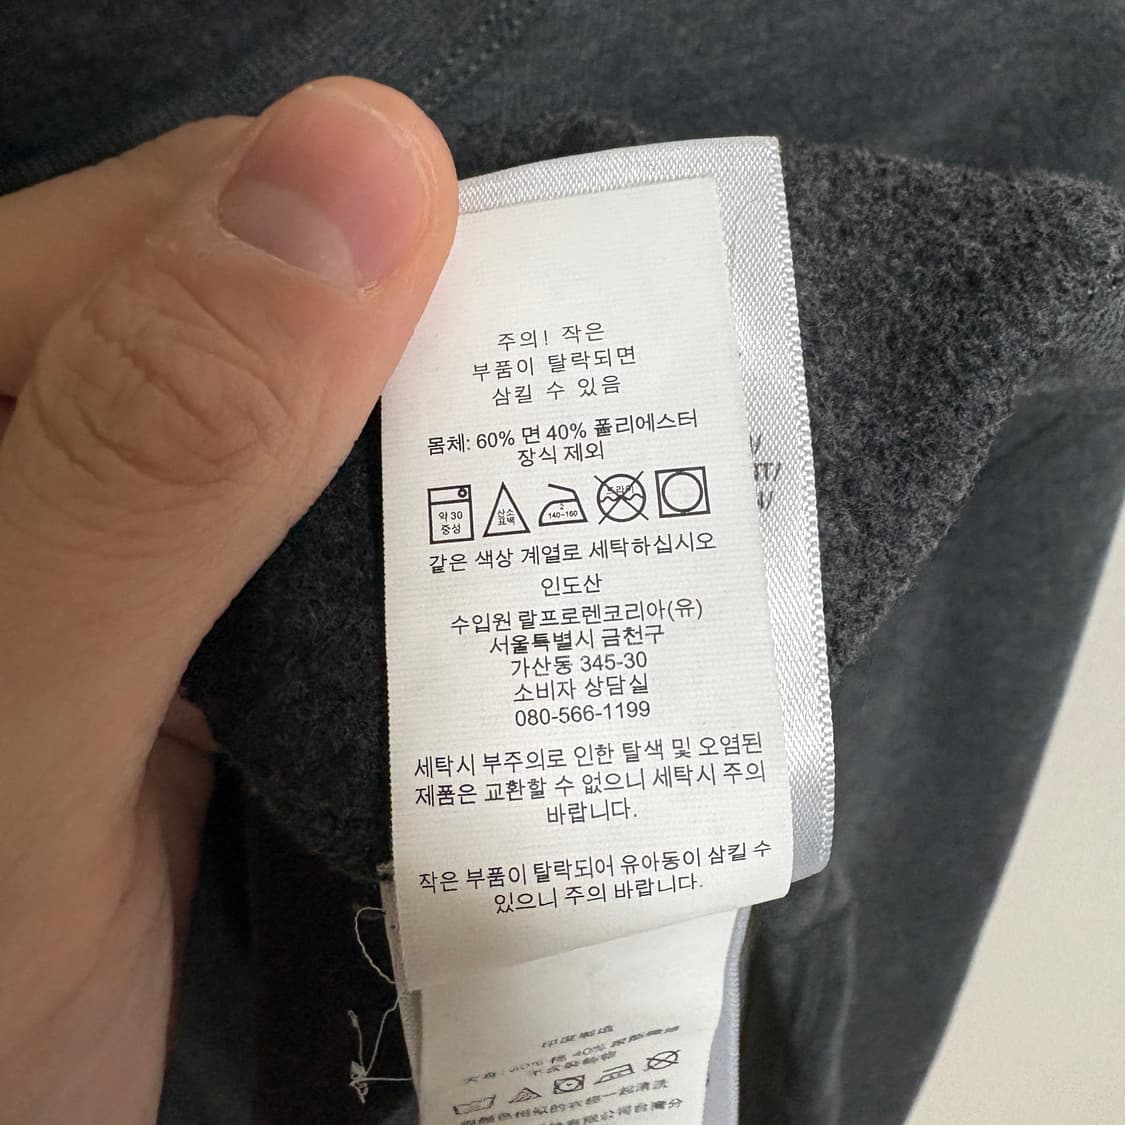 주의! 작은
부품이 탈락되면
삼킬 수 있음
몸체: 60% 면 40% 폴리에스터
장식 제외
약 30
중성
산소
표백
2
140~160
드라이
같은 색상 계열로 세탁하십시오
인도산
수입원 랄프로렌코리아(유)
서울특별시 금천구
가산동 345-30
소비자 상담실
080-566-1199
세탁시 부주의로 인한 탈색 및 오염된
제품은 교환할 수 없으니 세탁시 주의
바랍니다.
작은 부품이 탈락되어 유아동이 삼킬 수
있으니 주의 바랍니다.
印度製造